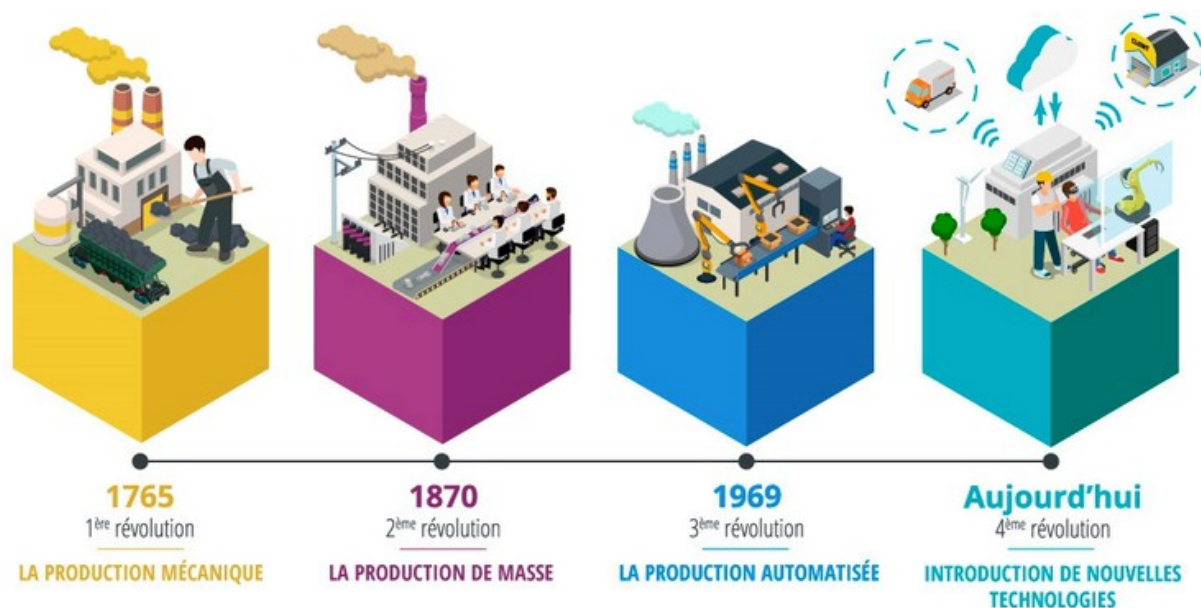 CLIENT
1765
1ère révolution
LA PRODUCTION MÉCANIQUE
1870
2ème révolution
LA PRODUCTION DE MASSE
1969
3ème révolution
LA PRODUCTION AUTOMATISÉE
Aujourd'hui
4ème révolution
INTRODUCTION DE NOUVELLES
TECHNOLOGIES